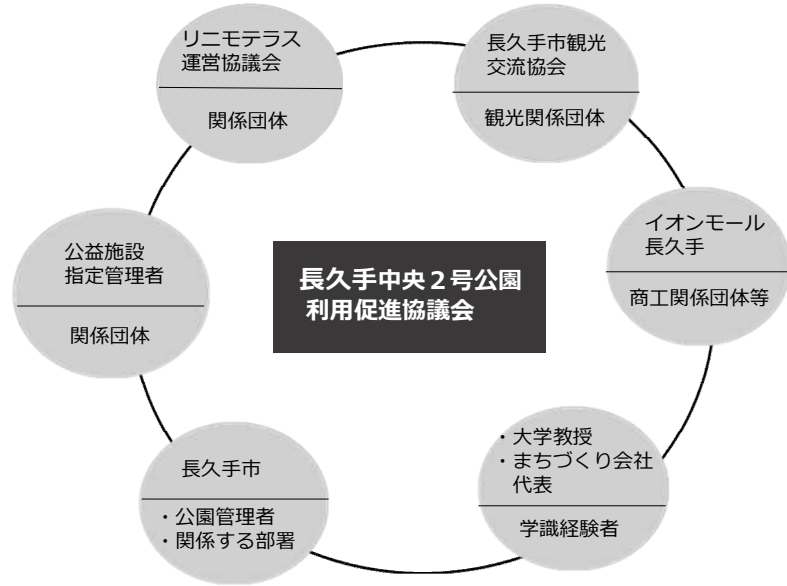 リニモテラス
運営協議会
関係団体
長久手市観光
交流協会
観光関係団体
公益施設
指定管理者
関係団体
長久手中央２号公園
利用促進協議会
イオンモール
長久手
商工関係団体等
長久手市
・公園管理者
・関係する部署
・大学教授
・まちづくり会社
代表
学識経験者